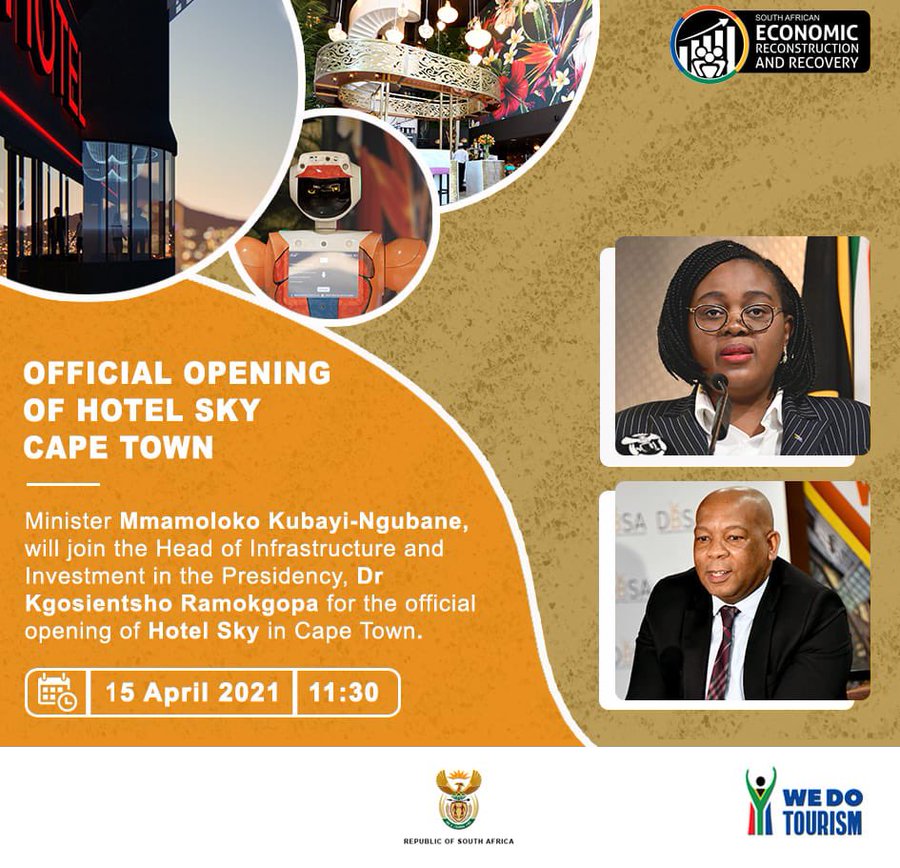 HOTEL
SOUTH AFRICAN
ECONOMIC
RECONSTRUCTION
AND RECOVERY
OFFICIAL OPENING
OF HOTEL SKY
CAPE TOWN
Minister Mmamoloko Kubayi-Ngubane,
will join the Head of Infrastructure and
Investment in the Presidency, Dr
Kgosientsho Ramokgopa for the official
opening of Hotel Sky in Cape Town.
15 April 2021 11:30
REPUBLIC OF SOUTH AFRICA
WE DO
TOURISM